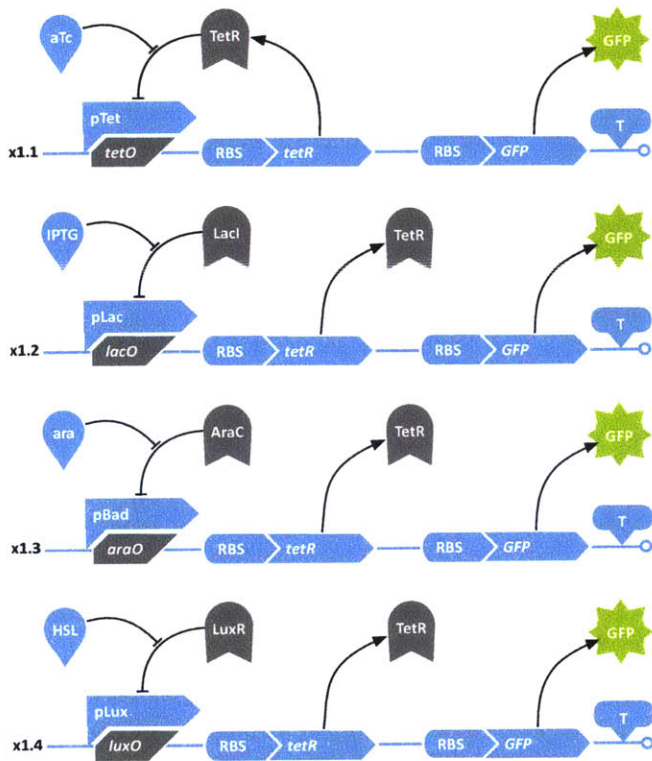 aTc TetR GFP
pTet
x1.1 tetO RBS tetR RBS GFP T
IPTG LacI TetR GFP
pLac
x1.2 lacO RBS tetR RBS GFP T
ara AraC TetR GFP
pBad
x1.3 araO RBS tetR RBS GFP T
HSL LuxR TetR GFP
pLux
x1.4 luxO RBS tetR RBS GFP T